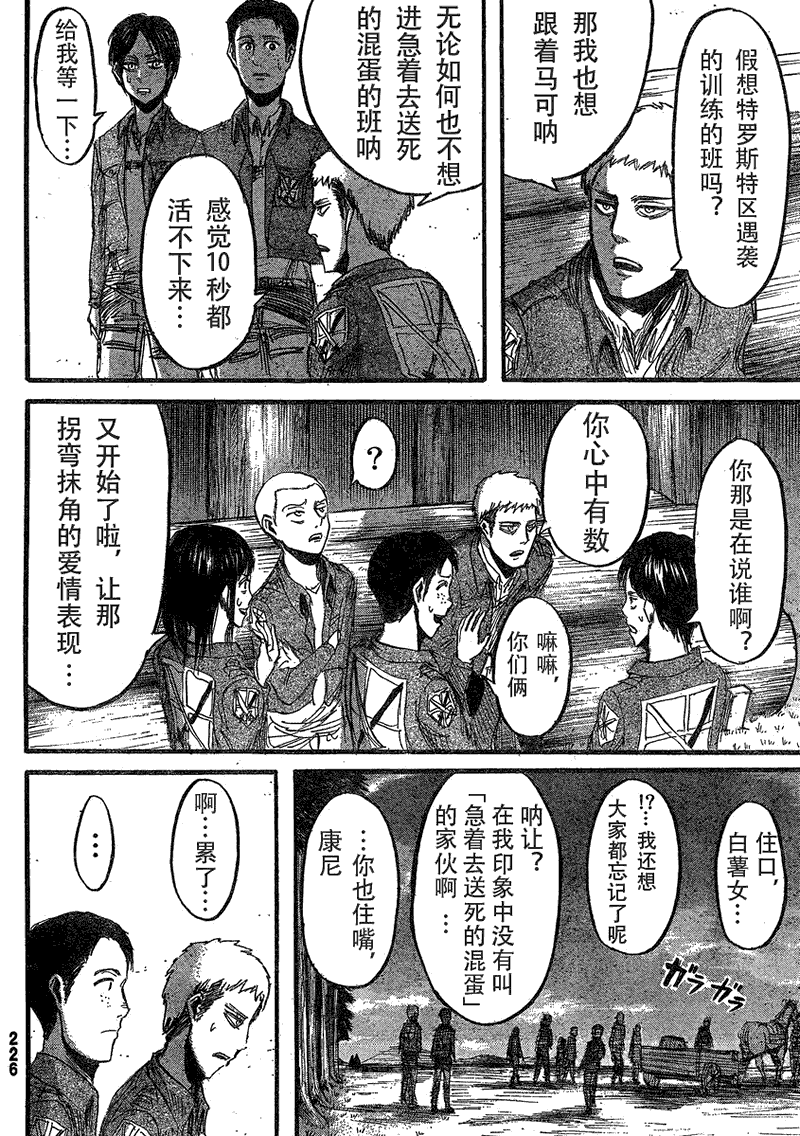 假想特罗斯特区遇袭
的训练的班吗？
那我也想
跟着马可呐
无论如何也不想
进急着去送死
的混蛋的班呐
感觉10秒都
活不下来…
给我等一下…
你那是在说谁啊？
你心中有数
嘛嘛，
你们俩
？
又开始了啦，让那
拐弯抹角的爱情表现…
住口，
白薯女…
!?…我还想
大家都忘记了呢
呐让？
在我印象中没有叫
「急着去送死的混蛋」
的家伙啊…
…你也住嘴，
康尼
ガラガラ
啊…累了…
…
226